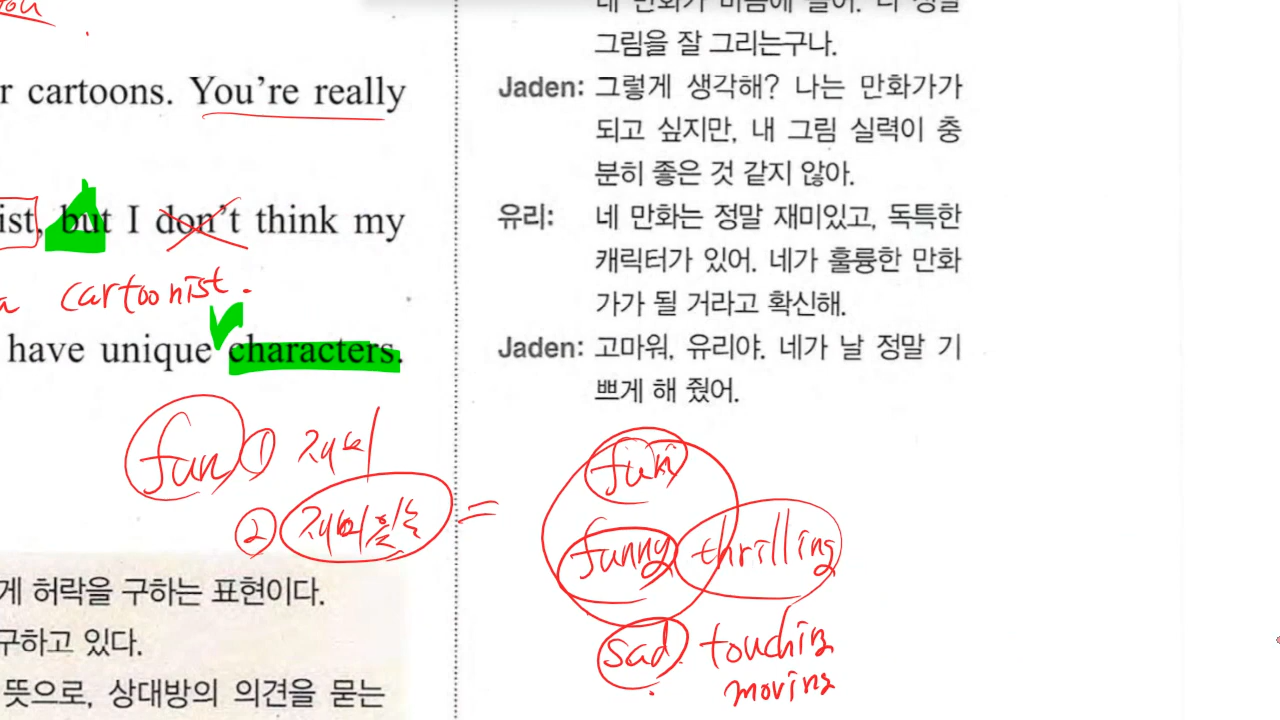 r cartoons. You're really
ist, but I don't think my
a cartoonist.
have unique characters.
fun ① 재미
② 재미있는 =
그림을 잘 그리는구나.
Jaden: 그렇게 생각해? 나는 만화가가
되고 싶지만, 내 그림 실력이 충
분히 좋은 것 같지 않아.
유리: 네 만화는 정말 재미있고, 독특한
캐릭터가 있어. 네가 훌륭한 만화
가가 될 거라고 확신해.
Jaden: 고마워, 유리야. 네가 날 정말 기
쁘게 해 줬어.
fun
funny thrilling
sad touching
moving
게 허락을 구하는 표현이다.
구하고 있다.
뜻으로, 상대방의 의견을 묻는